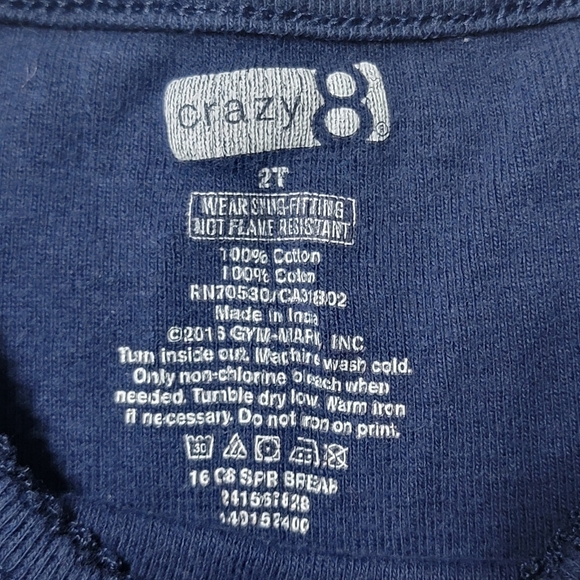 crazy 8®
2T
WEAR SNUG-FITTING
NOT FLAME RESISTANT
100% Cotton
100% Coton
RN70530/CA31802
Made in India
©2016 GYM-MARK, INC
Turn inside out. Machine wash cold.
Only non-chlorine bleach when
needed. Tumble dry low. Warm iron
if necessary. Do not iron on print.
30
16 C8 SPR BREAK
140152400